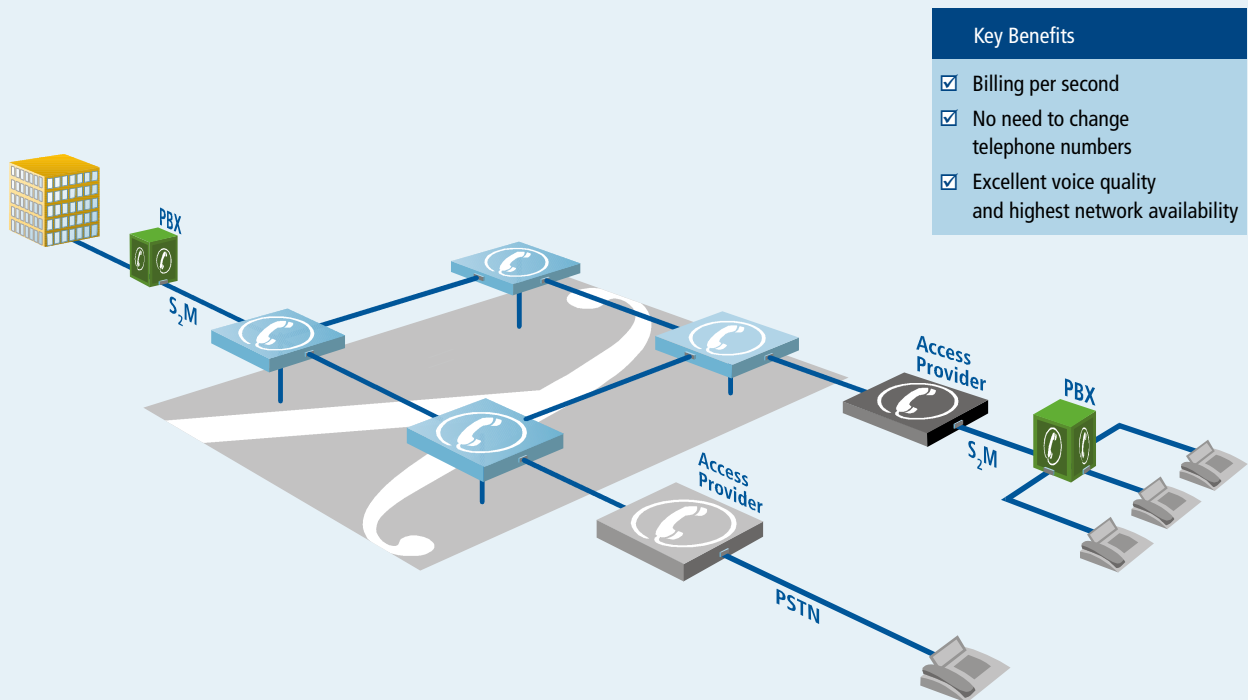 Key Benefits
Billing per second
No need to change
telephone numbers
Excellent voice quality
and highest network availability
PBX
S₂M
Access
Provider
PBX
S₂M
Access
Provider
PSTN